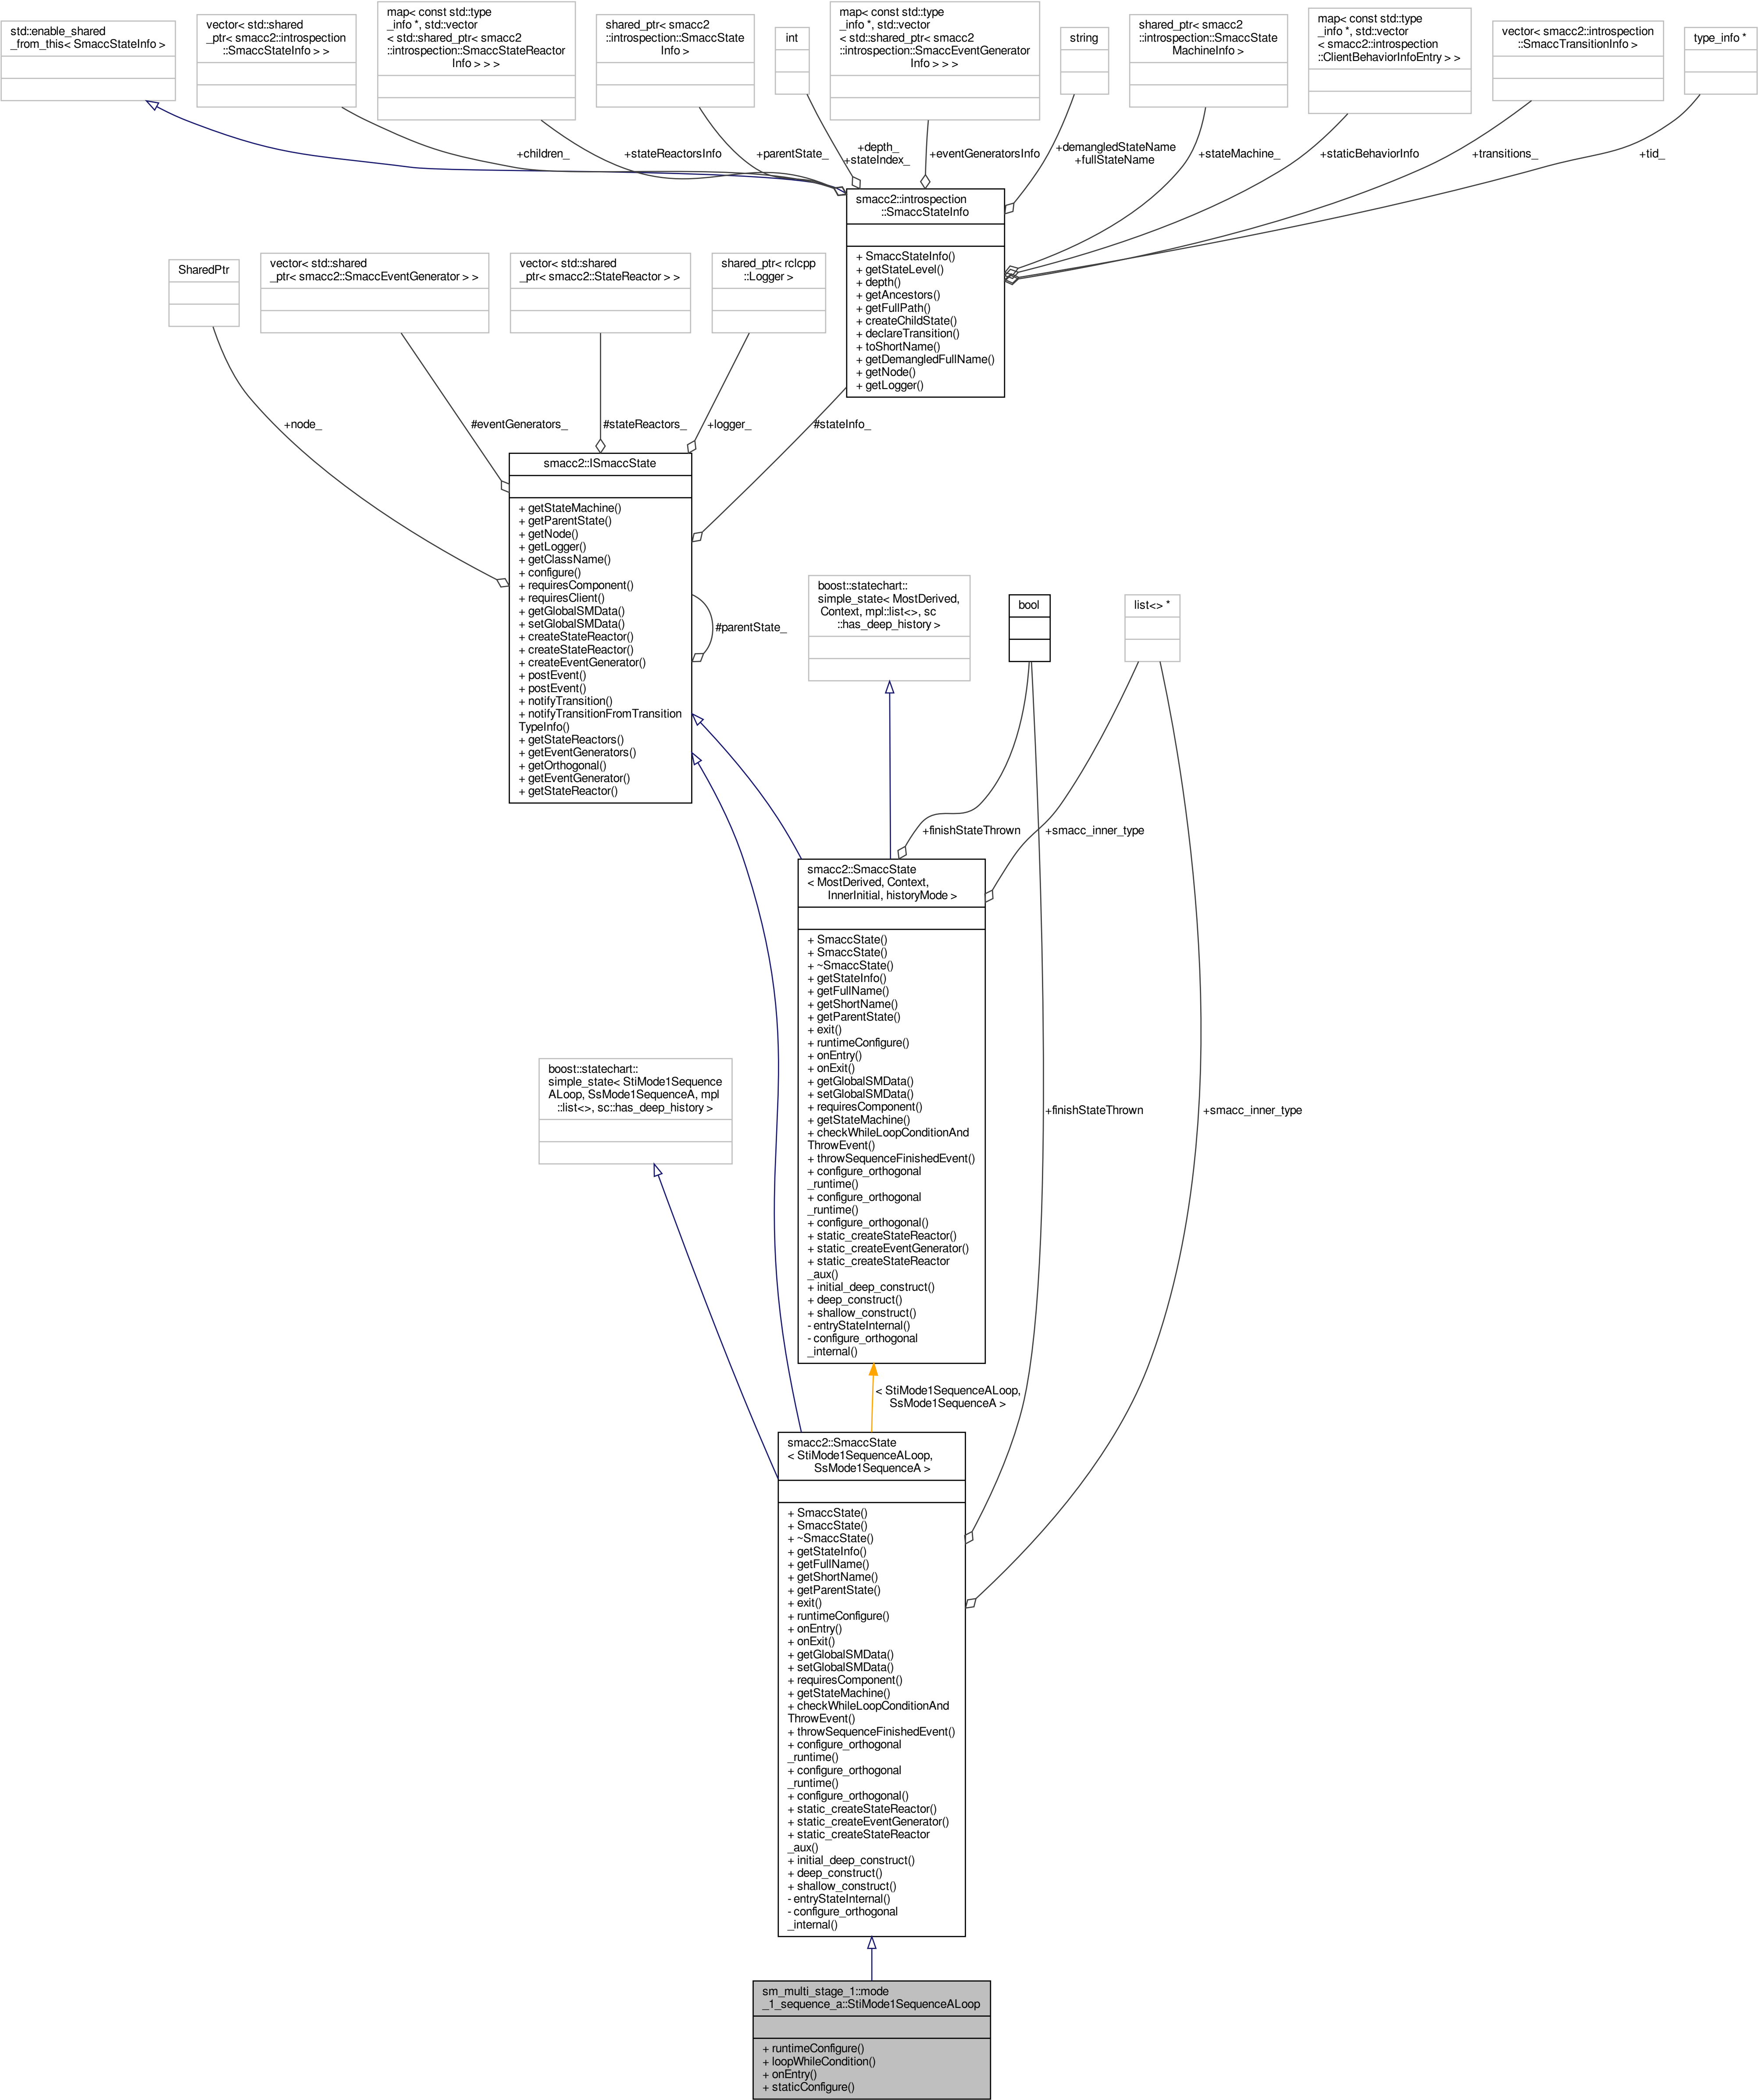 std::enable_shared
_from_this< SmaccStateInfo >
vector< std::shared
_ptr< smacc2::introspection
::SmaccStateInfo > >
map< const std::type
_info *, std::vector
< std::shared_ptr< smacc2
::introspection::SmaccStateReactor
Info > > >
shared_ptr< smacc2
::introspection::SmaccState
Info >
int
map< const std::type
_info *, std::vector
< std::shared_ptr< smacc2
::introspection::SmaccEventGenerator
Info > > >
string
shared_ptr< smacc2
::introspection::SmaccState
MachineInfo >
map< const std::type
_info *, std::vector
< smacc2::introspection
::ClientBehaviorInfoEntry > >
vector< smacc2::introspection
::SmaccTransitionInfo >
type_info *
+children_
+stateReactorsInfo
+parentState_
+depth_
+stateIndex_
+eventGeneratorsInfo
+demangledStateName
+fullStateName
+stateMachine_
+staticBehaviorInfo
+transitions_
+tid_
smacc2::introspection
::SmaccStateInfo
+ SmaccStateInfo()
+ getStateLevel()
+ depth()
+ getAncestors()
+ getFullPath()
+ createChildState()
+ declareTransition()
+ toShortName()
+ getDemangledFullName()
+ getNode()
+ getLogger()
SharedPtr
vector< std::shared
_ptr< smacc2::SmaccEventGenerator > >
vector< std::shared
_ptr< smacc2::StateReactor > >
shared_ptr< rclcpp
::Logger >
+node_
#eventGenerators_
#stateReactors_
+logger_
#stateInfo_
smacc2::ISmaccState
+ getStateMachine()
+ getParentState()
+ getNode()
+ getLogger()
+ getClassName()
+ configure()
+ requiresComponent()
+ requiresClient()
+ getGlobalSMData()
+ setGlobalSMData()
+ createStateReactor()
+ createStateReactor()
+ createEventGenerator()
+ postEvent()
+ postEvent()
+ notifyTransition()
+ notifyTransitionFromTransition
TypeInfo()
+ getStateReactors()
+ getEventGenerators()
+ getOrthogonal()
+ getEventGenerator()
+ getStateReactor()
#parentState_
boost::statechart::
simple_state< MostDerived,
Context, mpl::list<>, sc
::has_deep_history >
bool
list<> *
+finishStateThrown
+smacc_inner_type
smacc2::SmaccState
< MostDerived, Context,
InnerInitial, historyMode >
+ SmaccState()
+ SmaccState()
+ ~SmaccState()
+ getStateInfo()
+ getFullName()
+ getShortName()
+ getParentState()
+ exit()
+ runtimeConfigure()
+ onEntry()
+ onExit()
+ getGlobalSMData()
+ setGlobalSMData()
+ requiresComponent()
+ getStateMachine()
+ checkWhileLoopConditionAnd
ThrowEvent()
+ throwSequenceFinishedEvent()
+ configure_orthogonal
_runtime()
+ configure_orthogonal
_runtime()
+ configure_orthogonal()
+ static_createStateReactor()
+ static_createEventGenerator()
+ static_createStateReactor
_aux()
+ initial_deep_construct()
+ deep_construct()
+ shallow_construct()
- entryStateInternal()
- configure_orthogonal
_internal()
boost::statechart::
simple_state< StiMode1Sequence
ALoop, SsMode1SequenceA, mpl
::list<>, sc::has_deep_history >
+finishStateThrown
+smacc_inner_type
< StiMode1SequenceALoop,
SsMode1SequenceA >
smacc2::SmaccState
< StiMode1SequenceALoop,
SsMode1SequenceA >
+ SmaccState()
+ SmaccState()
+ ~SmaccState()
+ getStateInfo()
+ getFullName()
+ getShortName()
+ getParentState()
+ exit()
+ runtimeConfigure()
+ onEntry()
+ onExit()
+ getGlobalSMData()
+ setGlobalSMData()
+ requiresComponent()
+ getStateMachine()
+ checkWhileLoopConditionAnd
ThrowEvent()
+ throwSequenceFinishedEvent()
+ configure_orthogonal
_runtime()
+ configure_orthogonal
_runtime()
+ configure_orthogonal()
+ static_createStateReactor()
+ static_createEventGenerator()
+ static_createStateReactor
_aux()
+ initial_deep_construct()
+ deep_construct()
+ shallow_construct()
- entryStateInternal()
- configure_orthogonal
_internal()
sm_multi_stage_1::mode
_1_sequence_a::StiMode1SequenceALoop
+ runtimeConfigure()
+ loopWhileCondition()
+ onEntry()
+ staticConfigure()